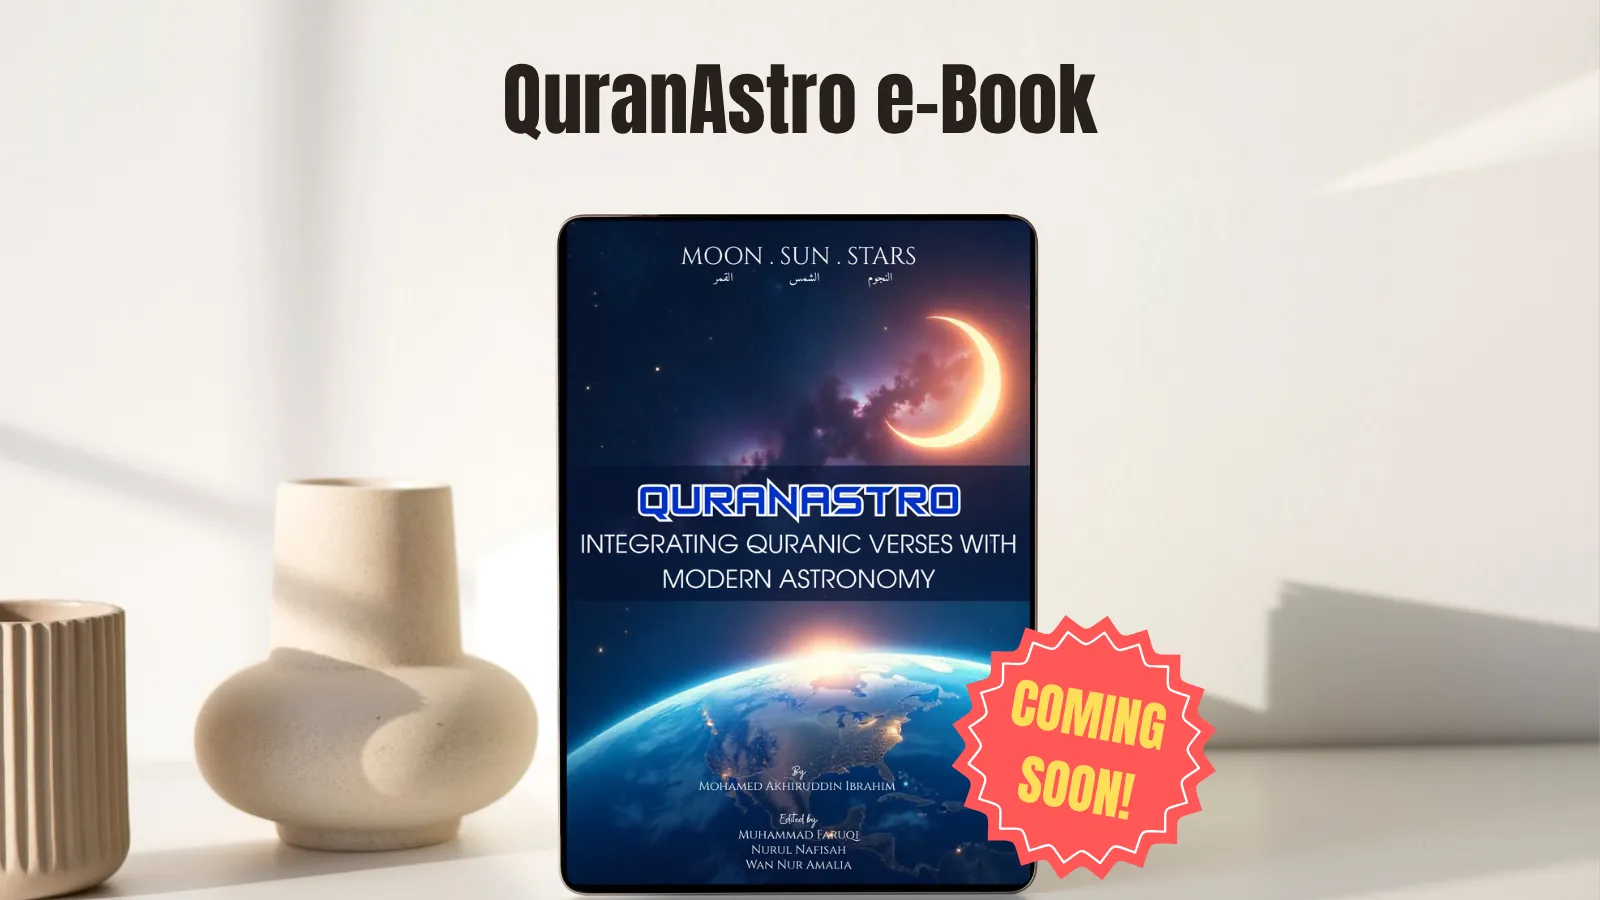 QuranAstro e-Book
MOON . SUN . STARS
القمر الشمس النجوم
QURANASTRO
INTEGRATING QURANIC VERSES WITH
MODERN ASTRONOMY
By
MOHAMED AKHIRUDDIN IBRAHIM
Edited by
MUHAMMAD FARUQI
NURUL NAFISAH
WAN NUR AMALIA
COMING
SOON!